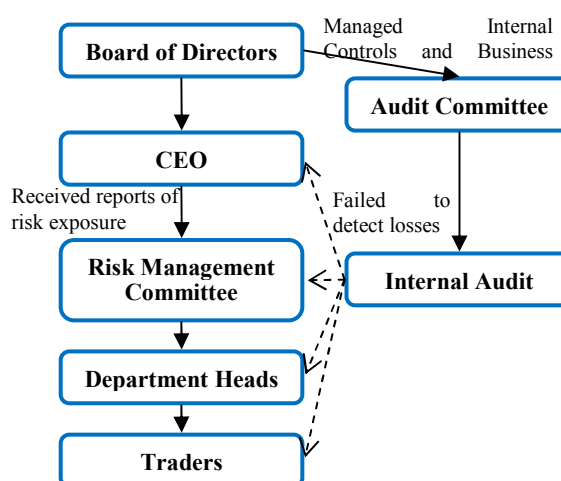 Managed Internal
Controls and Business
Board of Directors
Audit Committee
CEO
Received reports of
risk exposure
Failed to
detect losses
Risk Management
Committee
Internal Audit
Department Heads
Traders